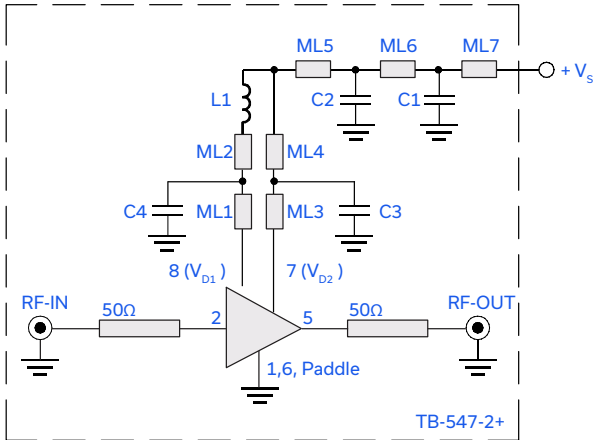 ML5 ML6 ML7
+ VS
L1 C2 C1
ML2 ML4
C4 ML1 ML3 C3
8 (VD1 ) 7 (VD2 )
RF-IN 50Ω 2 5 50Ω RF-OUT
1,6, Paddle
TB-547-2+